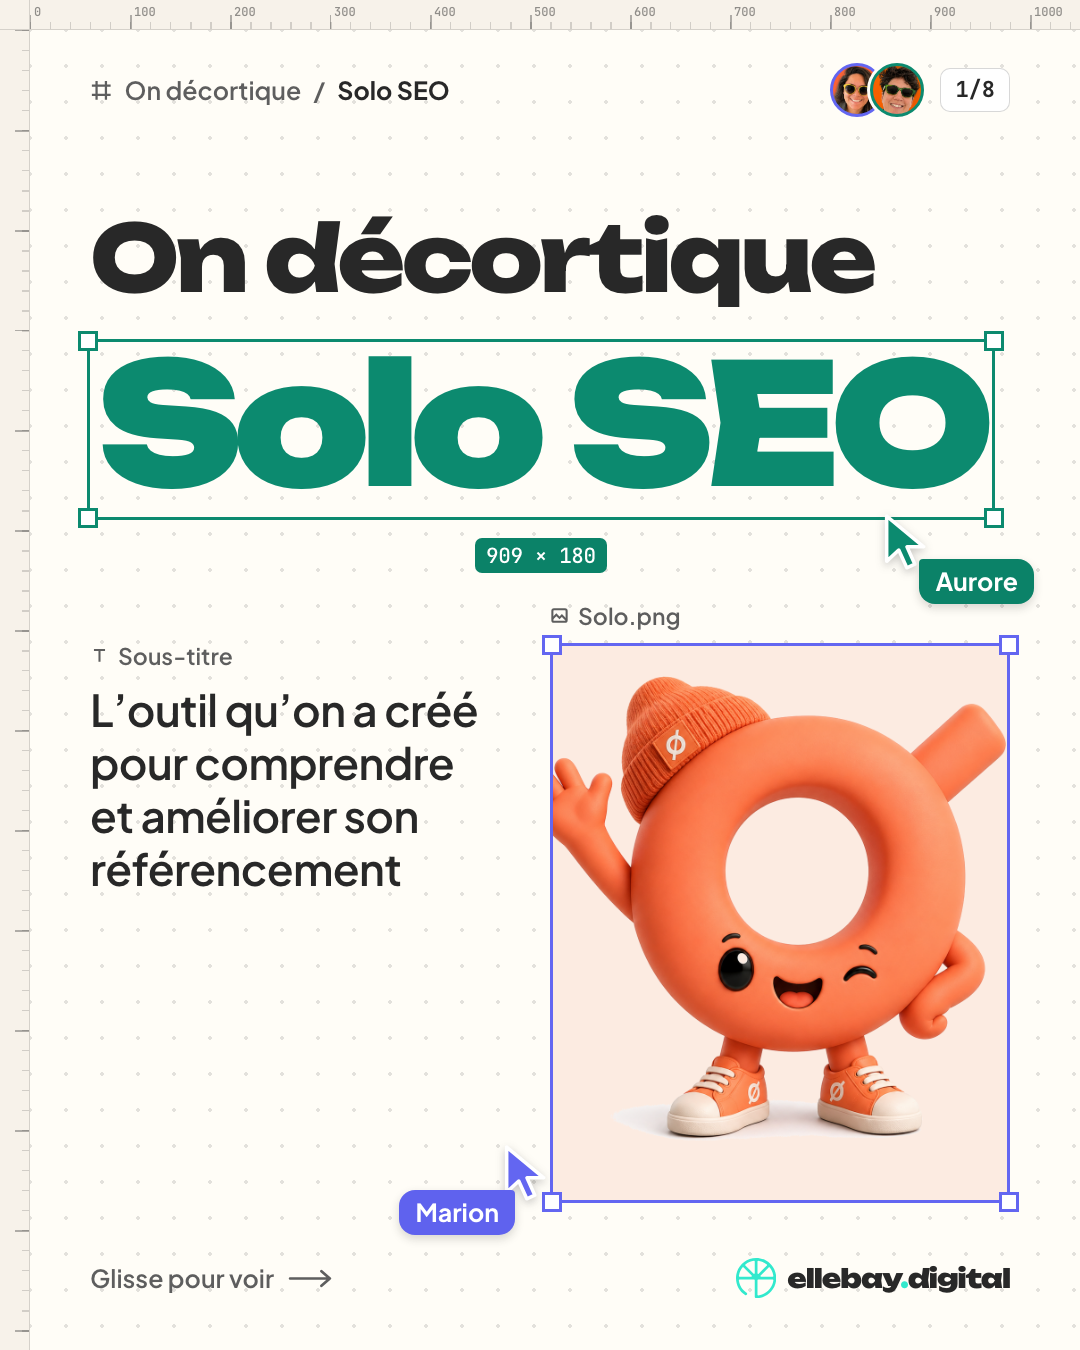 0 100 200 300 400 500 600 700 800 900 1000
On décortique / Solo SEO
1/8
On décortique
Solo SEO
909 × 180
Aurore
Solo.png
T Sous-titre
L’outil qu’on a créé
pour comprendre
et améliorer son
référencement
Marion
Glisse pour voir →
ellebay.digital